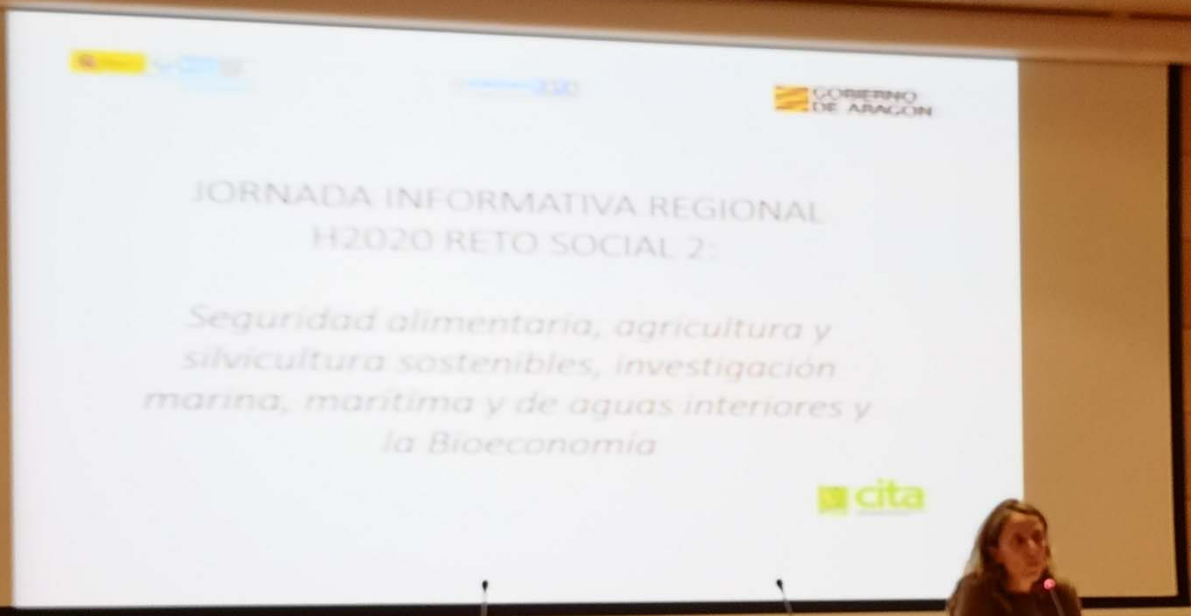 GOBIERNO
DE ARAGON
JORNADA INFORMATIVA REGIONAL
H2020 RETO SOCIAL 2:
Seguridad alimentaria, agricultura y
silvicultura sostenibles, investigación
marina, marítima y de aguas interiores y
la Bioeconomía
cita